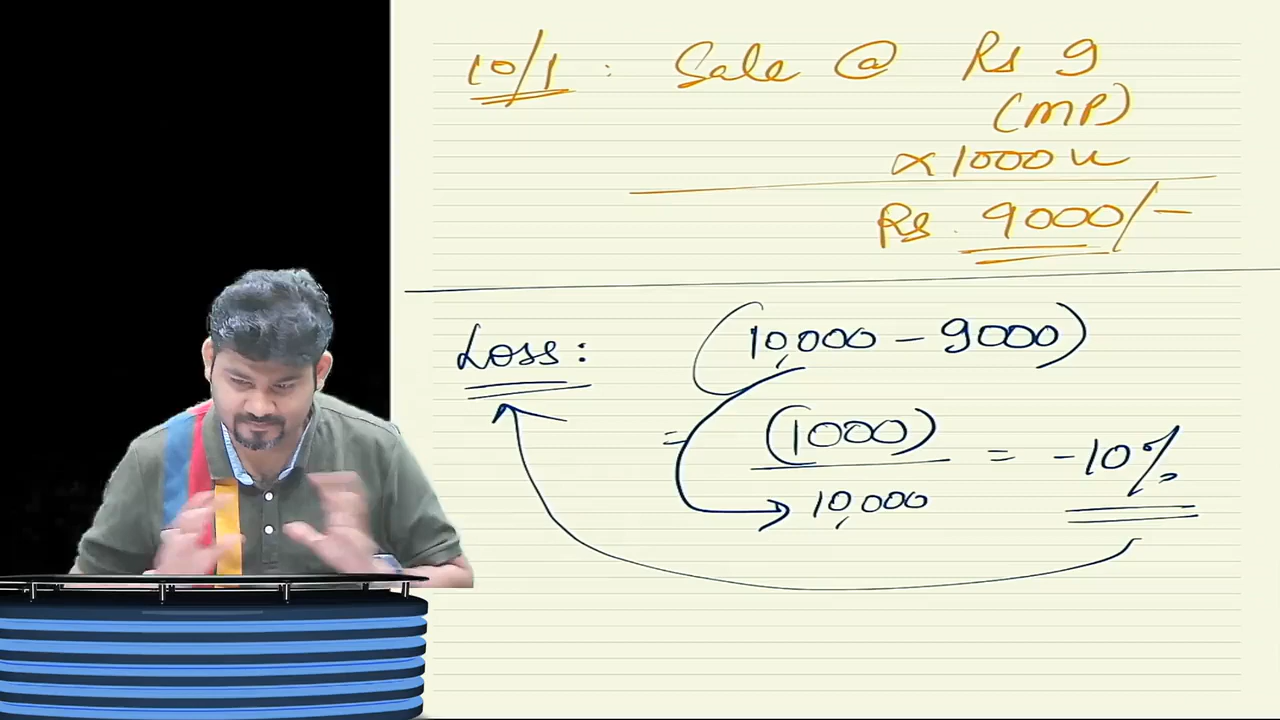 10/1 : Sale @ Rs 9
(MP)
× 1000 u
Rs. 9000/-
Loss : (10,000 - 9000)
= (1000) = -10%
10,000